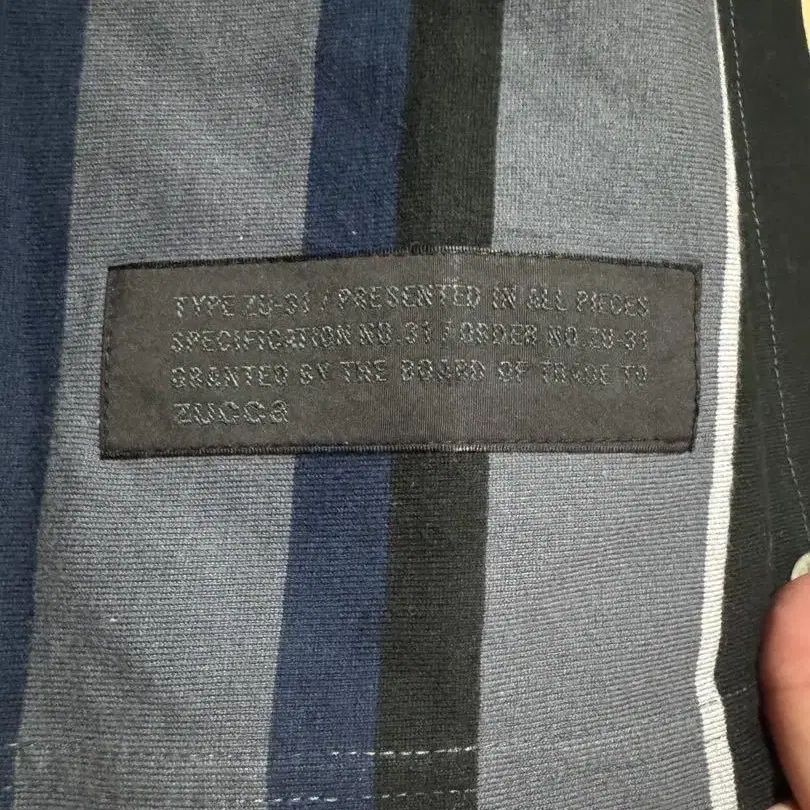 TYPE ZU-31 / PRESENTED IN ALL PIECES
SPECIFICATION NO.31 / ORDER NO.ZU-31
GRANTED BY THE BOARD OF TRADE TO
ZUCCa